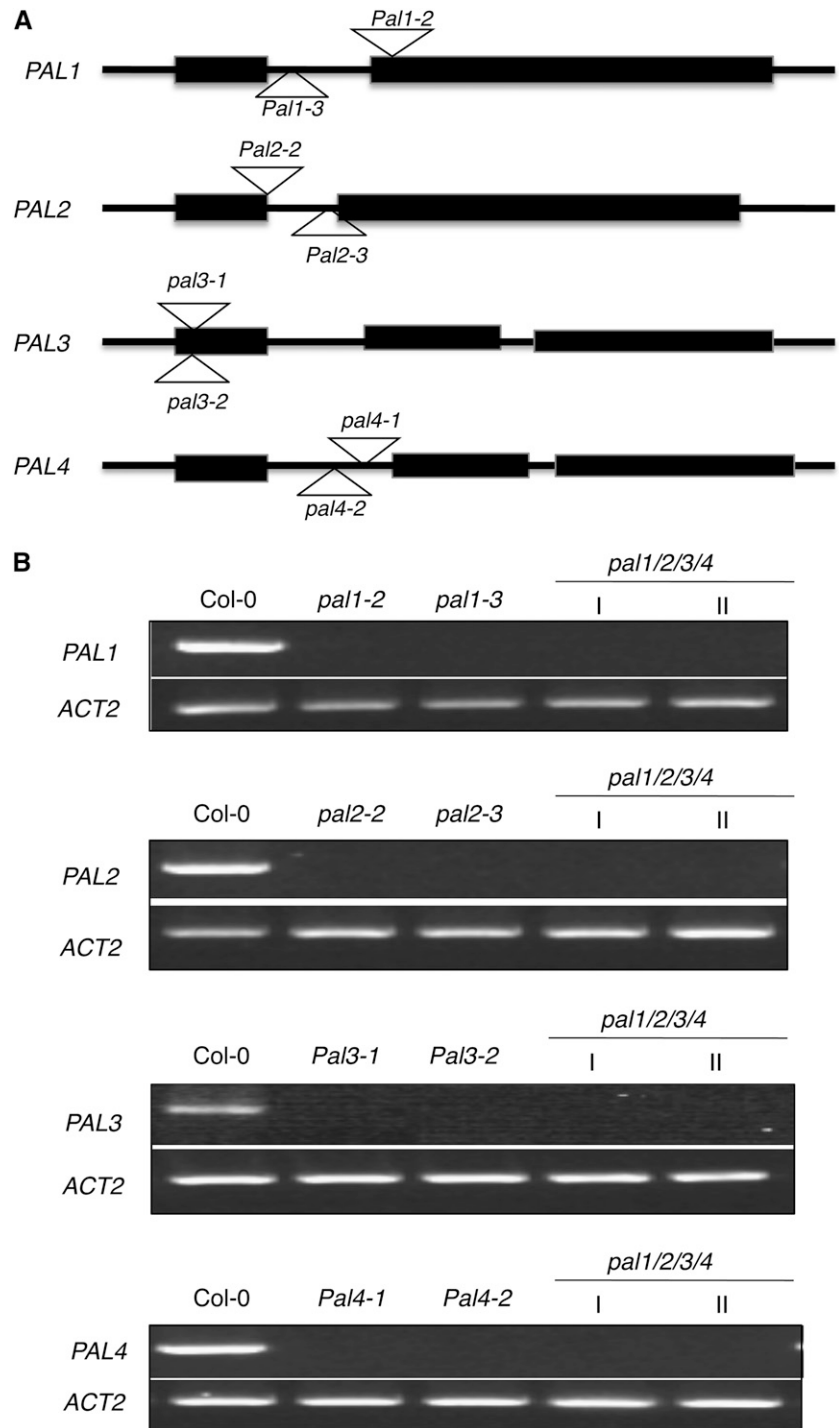 A
Pal1-2
PAL1
Pal1-3
Pal2-2
PAL2
Pal2-3
pal3-1
PAL3
pal3-2
pal4-1
PAL4
pal4-2
B
pal1/2/3/4
Col-0 pal1-2 pal1-3 I II
PAL1
ACT2
pal1/2/3/4
Col-0 pal2-2 pal2-3 I II
PAL2
ACT2
pal1/2/3/4
Col-0 Pal3-1 Pal3-2 I II
PAL3
ACT2
pal1/2/3/4
Col-0 Pal4-1 Pal4-2 I II
PAL4
ACT2